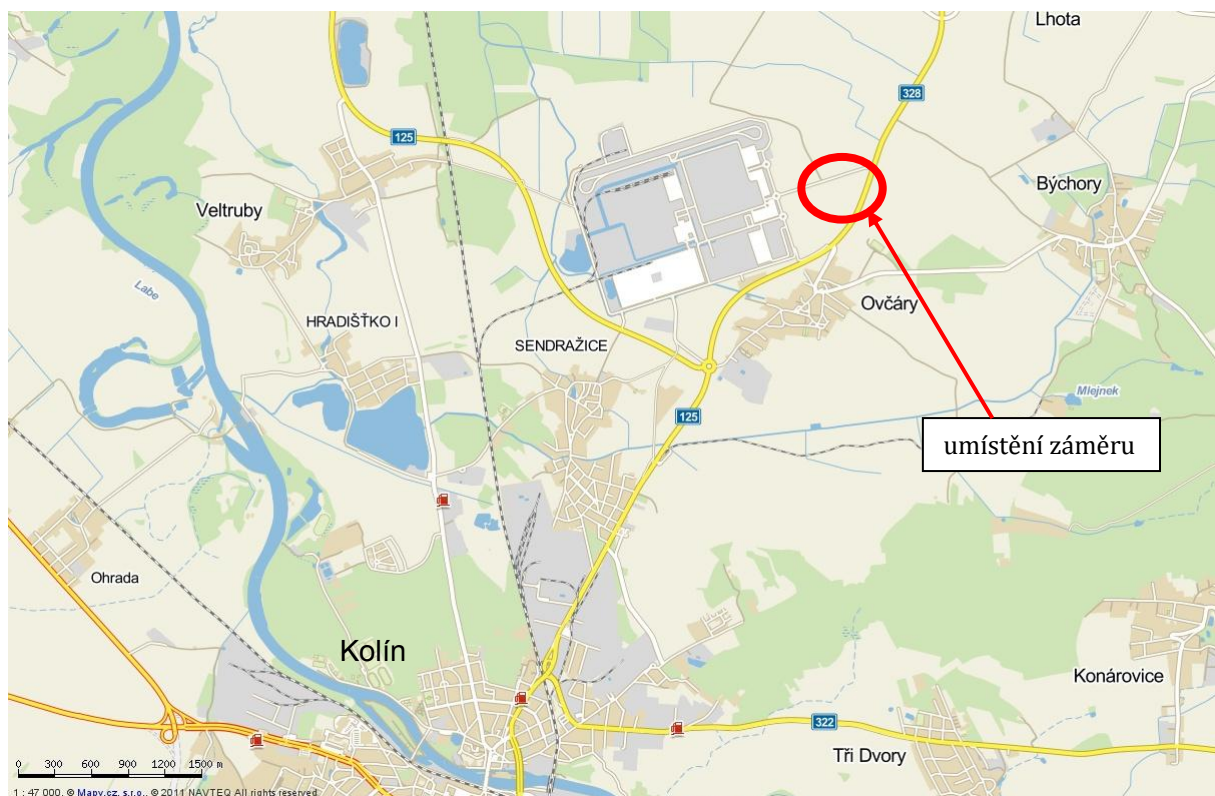 Lhota
328
125
Býchory
Veltruby
Labe
Ovčáry
HRADIŠŤKO I
SENDRAŽICE
Mlejnek
125
umístění záměru
Ohrada
Kolín
Konárovice
322
Tři Dvory
0 300 600 900 1200 1500 m
1 : 47 000, © Mapy.cz, s.r.o., © 2011 NAVTEQ All rights reserved